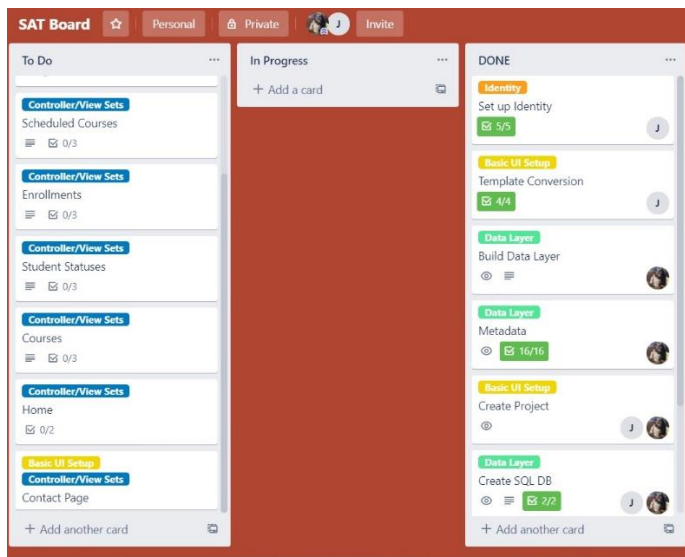 SAT Board Personal Private J Invite
To Do ...
Controller/View Sets
Scheduled Courses
0/3
Controller/View Sets
Enrollments
0/3
Controller/View Sets
Student Statuses
0/3
Controller/View Sets
Courses
0/3
Controller/View Sets
Home
0/2
Basic UI Setup
Controller/View Sets
Contact Page
+ Add another card
In Progress ...
+ Add a card
DONE ...
Identity
Set up Identity
5/5 J
Basic UI Setup
Template Conversion
4/4 J
Data Layer
Build Data Layer
Data Layer
Metadata
16/16
Basic UI Setup
Create Project
J
Data Layer
Create SQL DB
2/2 J
+ Add another card